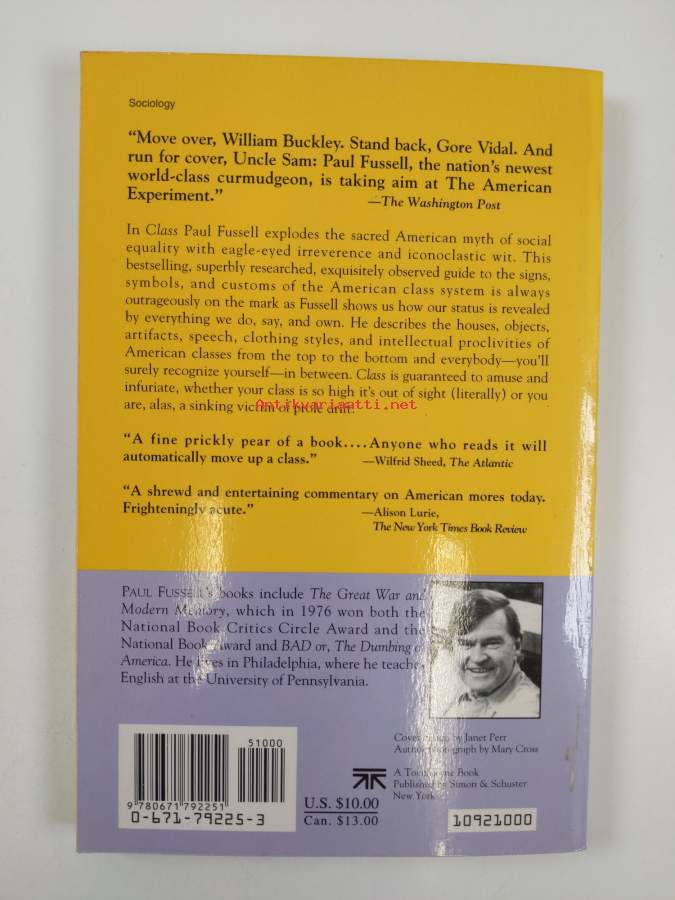 Sociology
“Move over, William Buckley. Stand back, Gore Vidal. And
run for cover, Uncle Sam: Paul Fussell, the nation’s newest
world-class curmudgeon, is taking aim at The American
Experiment.” —The Washington Post
In Class Paul Fussell explodes the sacred American myth of social
equality with eagle-eyed irreverence and iconoclastic wit. This
bestselling, superbly researched, exquisitely observed guide to the signs,
symbols, and customs of the American class system is always
outrageously on the mark as Fussell shows us how our status is revealed
by everything we do, say, and own. He describes the houses, objects,
artifacts, speech, clothing styles, and intellectual proclivities of
American classes from the top to the bottom and everybody—you’ll
surely recognize yourself—in between. Class is guaranteed to amuse and
infuriate, whether your class is so high it’s out of sight (literally) or you
are, alas, a sinking victim of prole drift.
Antikvariaatti.net
“A fine prickly pear of a book....Anyone who reads it will
automatically move up a class.” —Wilfrid Sheed, The Atlantic
“A shrewd and entertaining commentary on American mores today.
Frighteningly acute.” —Alison Lurie,
The New York Times Book Review
PAUL FUSSELL’s books include The Great War and
Modern Memory, which in 1976 won both the
National Book Critics Circle Award and the
National Book Award and BAD or, The Dumbing of
America. He lives in Philadelphia, where he teaches
English at the University of Pennsylvania.
Cover design by Janet Perr
Author photograph by Mary Cross
A Touchstone Book
Published by Simon & Schuster
New York
51000
9 780671 792251
0-671-79225-3
U.S. $10.00
Can. $13.00
10921000